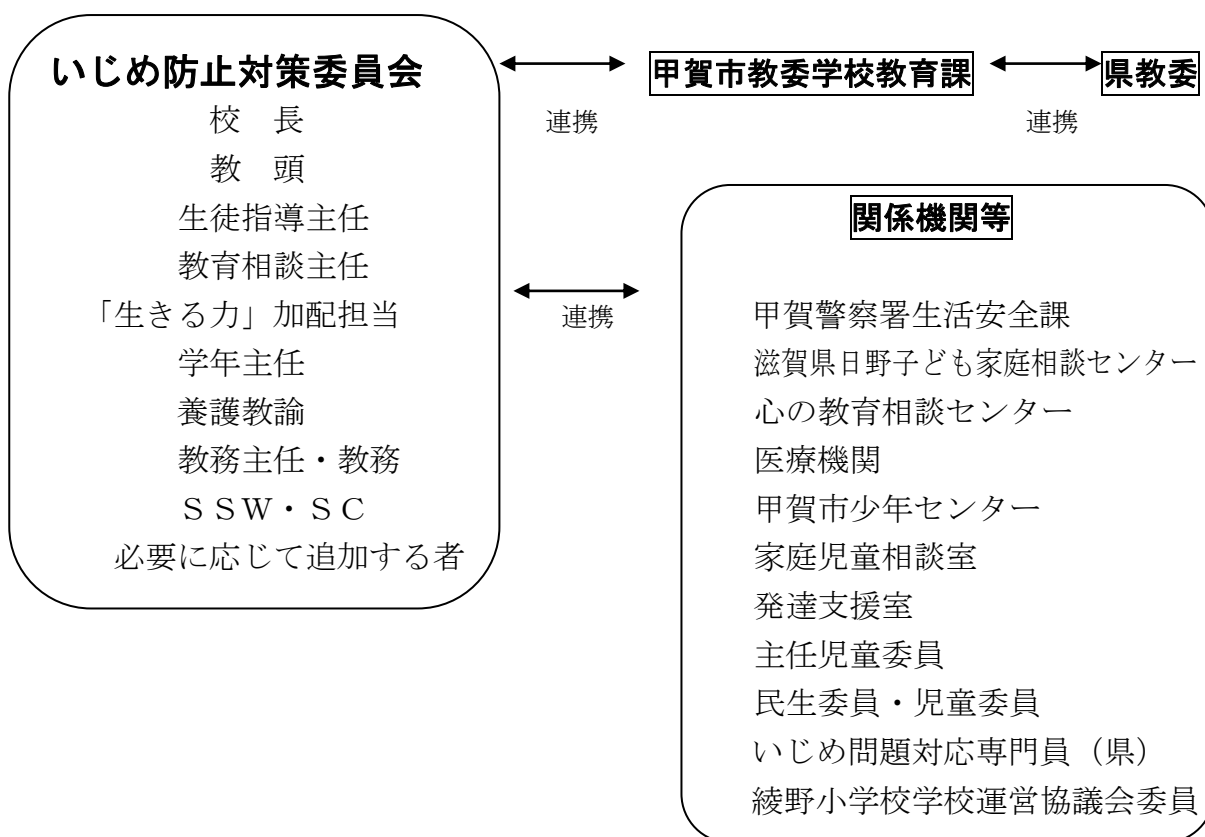 いじめ防止対策委員会
校　長
教　頭
生徒指導主任
教育相談主任
「生きる力」加配担当
学年主任
養護教諭
教務主任・教務
ＳＳＷ・ＳＣ
必要に応じて追加する者
連携
甲賀市教委学校教育課
連携
県教委
連携
関係機関等
甲賀警察署生活安全課
滋賀県日野子ども家庭相談センター
心の教育相談センター
医療機関
甲賀市少年センター
家庭児童相談室
発達支援室
主任児童委員
民生委員・児童委員
いじめ問題対応専門員（県）
綾野小学校学校運営協議会委員